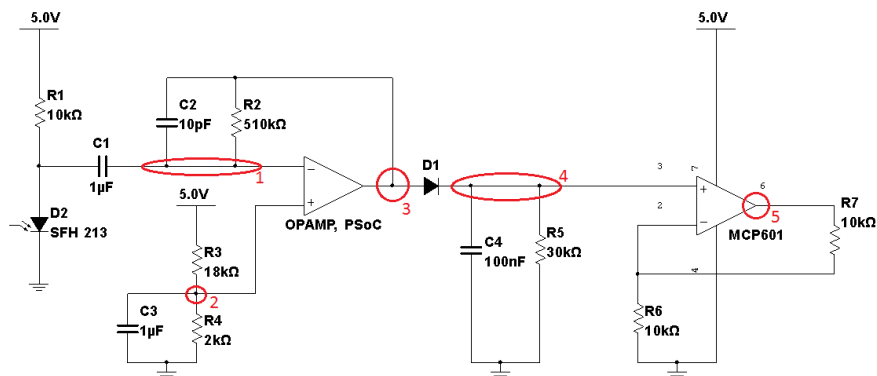 5.0V
5.0V
R1
10kΩ
C2
10pF
R2
510kΩ
C1
1µF
1
D1
4
3
7
6
R7
10kΩ
5.0V
+
−
2
5
−
+
3
OPAMP, PSoC
MCP601
D2
SFH 213
R3
18kΩ
C4
100nF
R5
30kΩ
4
2
C3
1µF
R4
2kΩ
R6
10kΩ